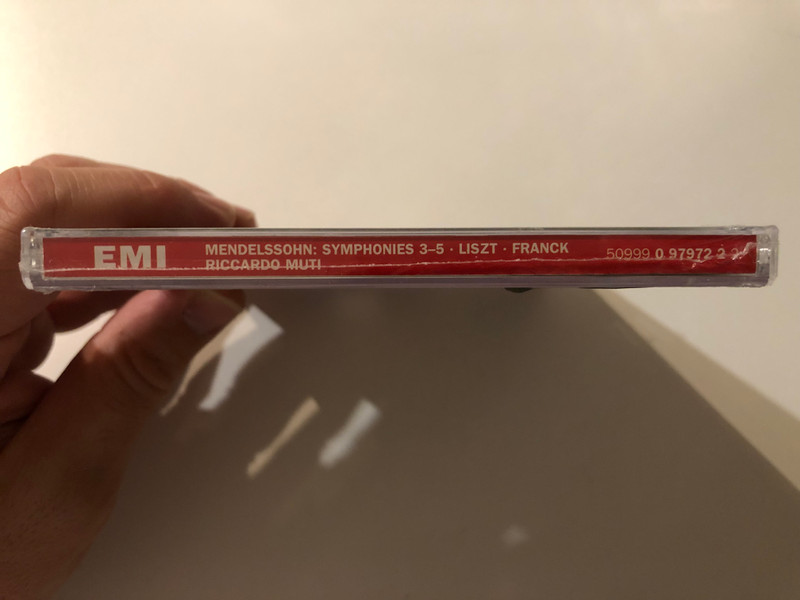 EMI
MENDELSSOHN: SYMPHONIES 3–5 · LISZT · FRANCK
RICCARDO MUTI
50999 0 97972 2